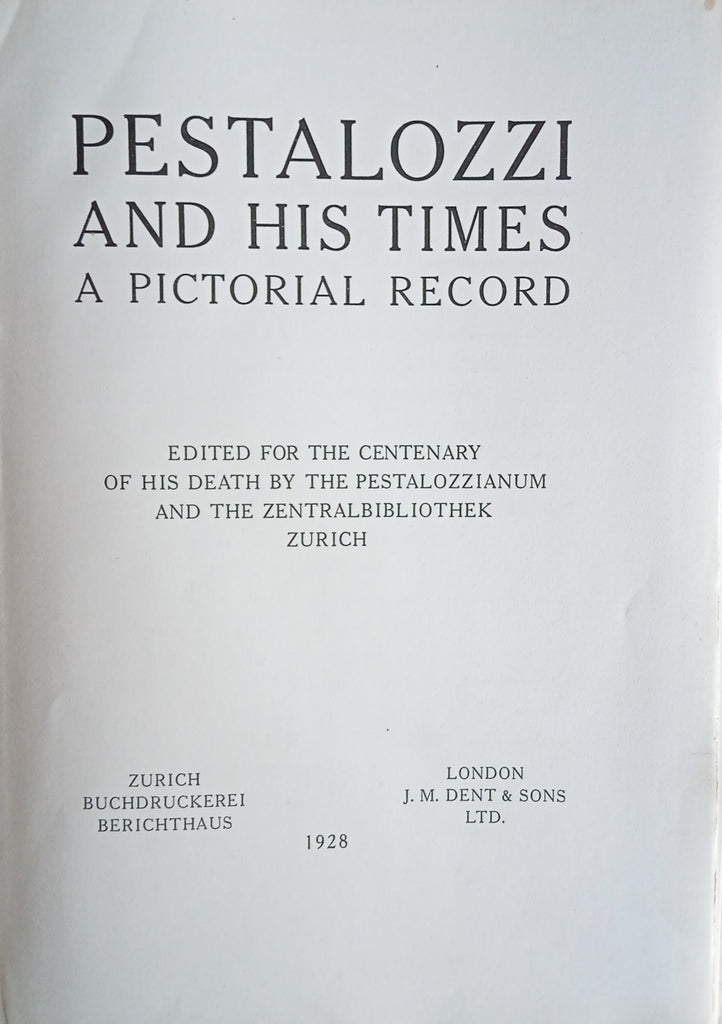 PESTALOZZI
AND HIS TIMES
A PICTORIAL RECORD
EDITED FOR THE CENTENARY
OF HIS DEATH BY THE PESTALOZZIANUM
AND THE ZENTRALBIBLIOTHEK
ZURICH
ZURICH
BUCHDRUCKEREI
BERICHTHAUS
LONDON
J. M. DENT & SONS
LTD.
1928